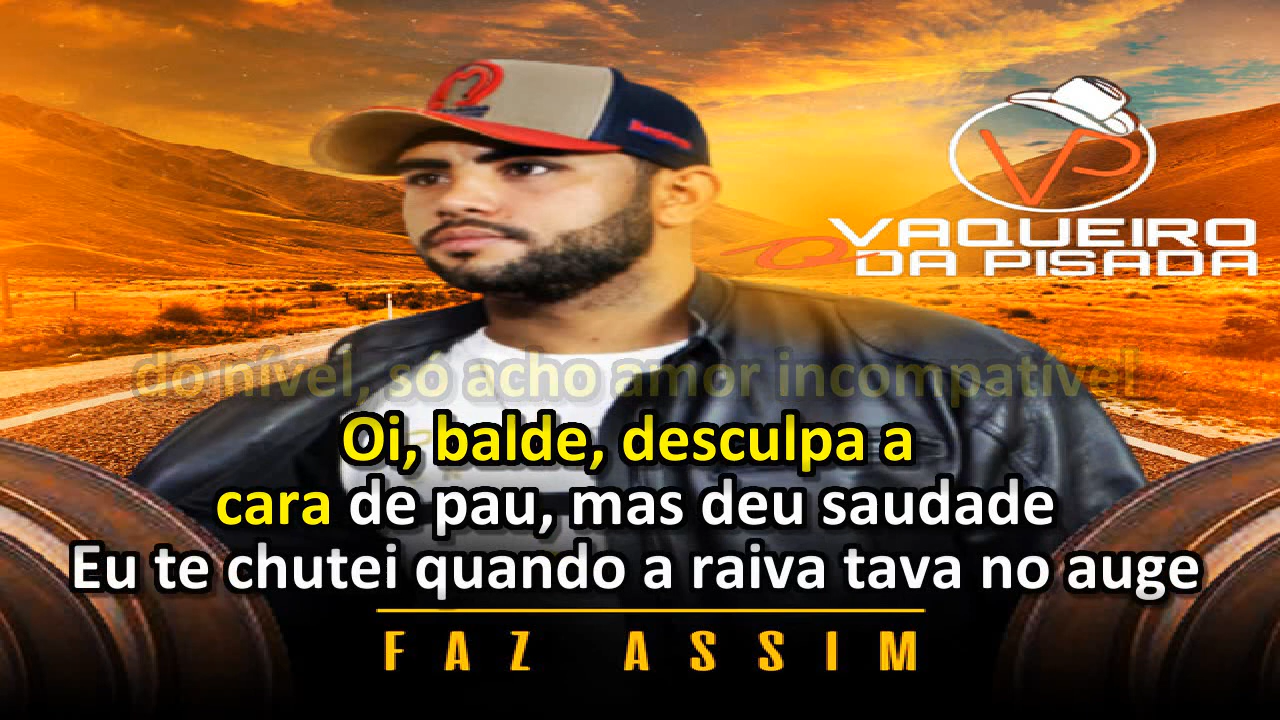 VP
O VAQUEIRO
DA PISADA
do nível, só acho amor incompatível
Oi, balde, desculpa a
cara de pau, mas deu saudade
Eu te chutei quando a raiva tava no auge
FAZ ASSIM